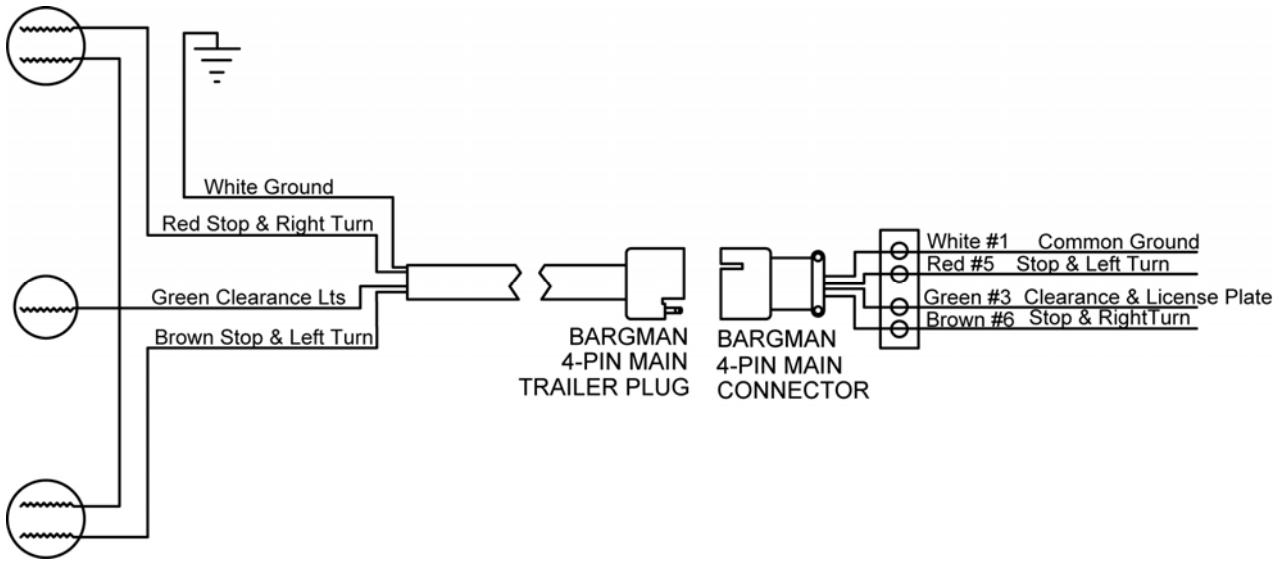 White Ground
Red Stop & Right Turn
Green Clearance Lts
Brown Stop & Left Turn
BARGMAN
4-PIN MAIN
TRAILER PLUG
BARGMAN
4-PIN MAIN
CONNECTOR
White #1 Common Ground
Red #5 Stop & Left Turn
Green #3 Clearance & License Plate
Brown #6 Stop & RightTurn